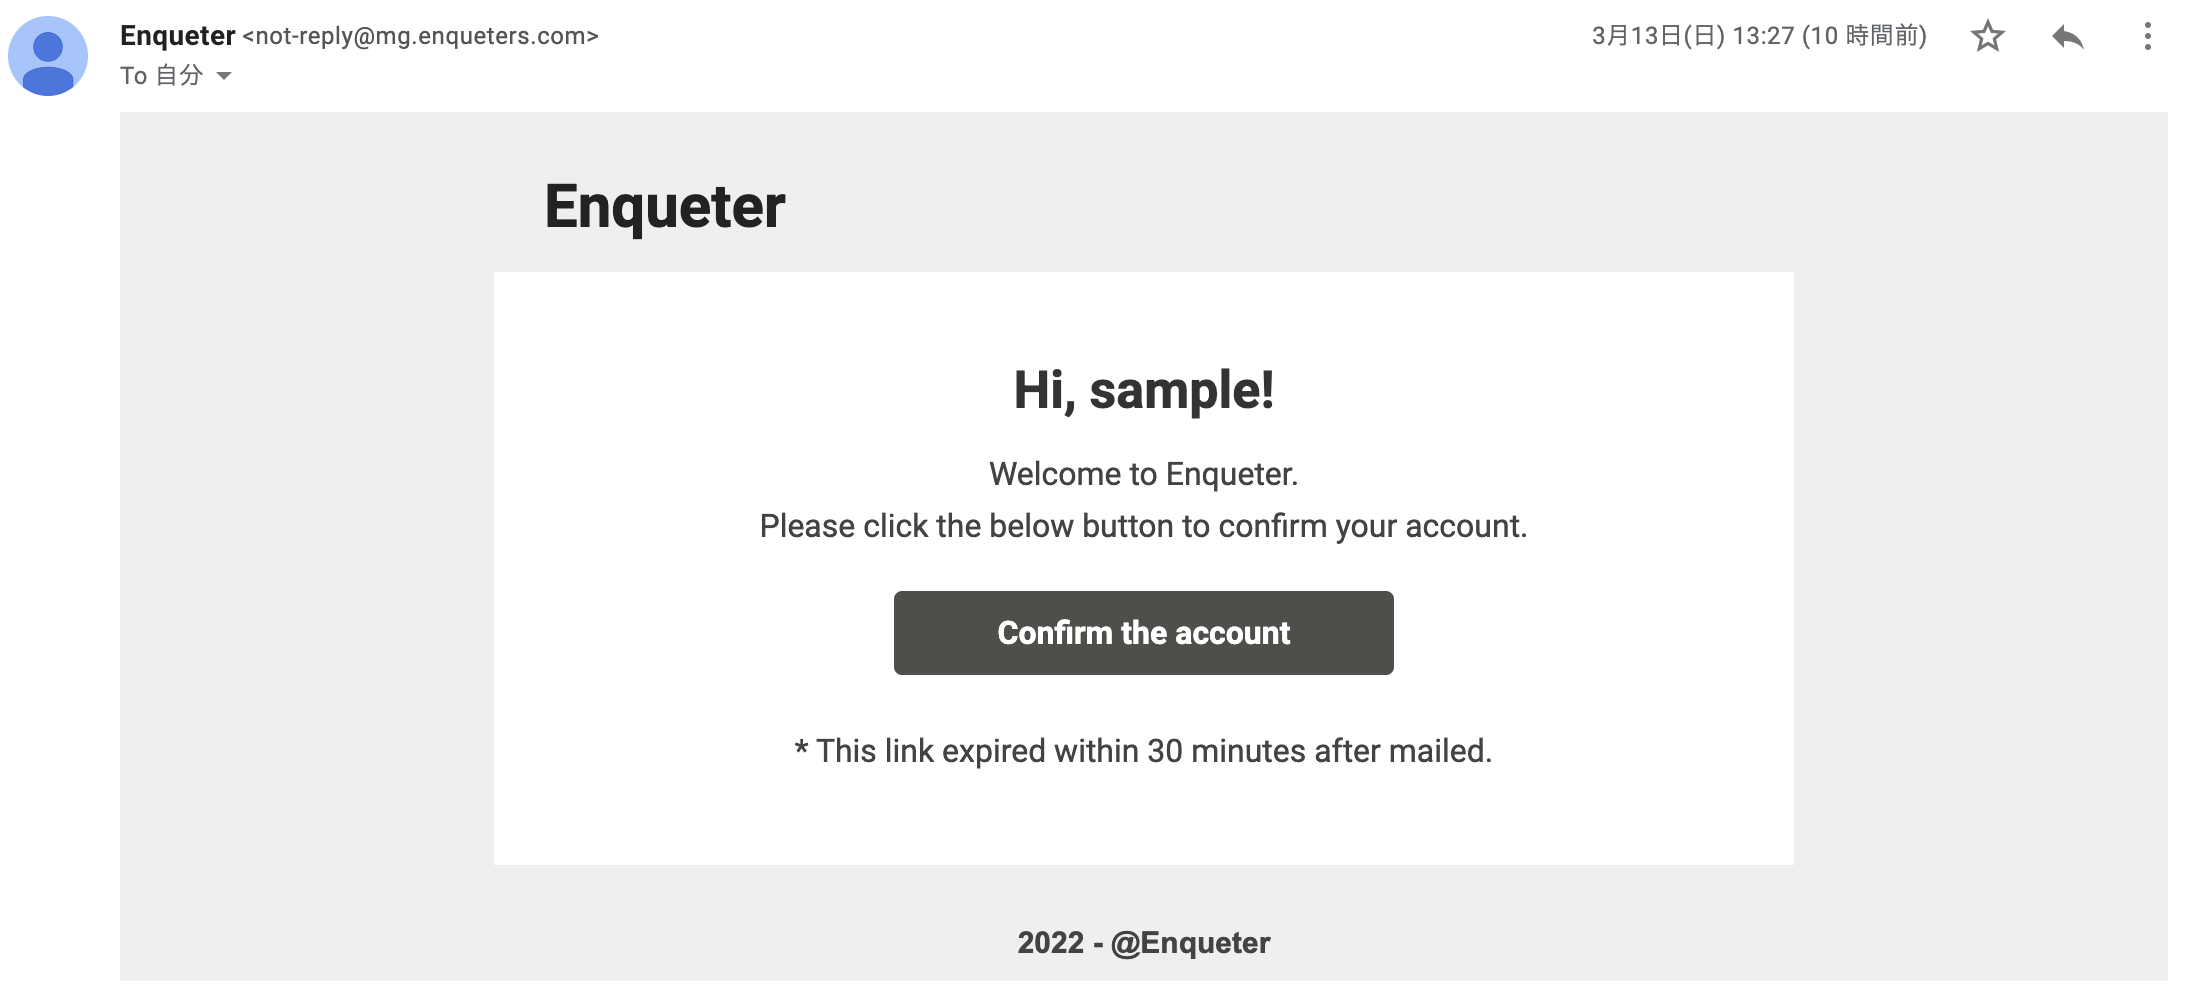 Enqueter <not-reply@mg.enqueters.com>
3月13日(日) 13:27 (10 時間前)
To 自分
Enqueter
Hi, sample!
Welcome to Enqueter.
Please click the below button to confirm your account.
Confirm the account
* This link expired within 30 minutes after mailed.
2022 - @Enqueter